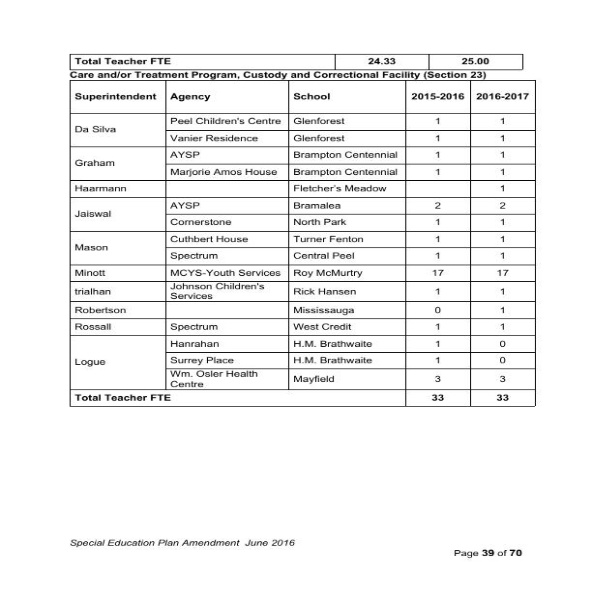 Total Teacher FTE 24.33 25.00
Care and/or Treatment Program, Custody and Correctional Facility (Section 23)
Superintendent Agency School 2015-2016 2016-2017
Da Silva Peel Children's Centre Glenforest 1 1
Vanier Residence Glenforest 1 1
Graham AYSP Brampton Centennial 1 1
Marjorie Amos House Brampton Centennial 1 1
Haarmann Fletcher's Meadow 1
Jaiswal AYSP Bramalea 2 2
Cornerstone North Park 1 1
Mason Cuthbert House Turner Fenton 1 1
Spectrum Central Peel 1 1
Minott MCYS-Youth Services Roy McMurtry 17 17
trialhan Johnson Children's Services Rick Hansen 1 1
Robertson Mississauga 0 1
Rossall Spectrum West Credit 1 1
Logue Hanrahan H.M. Brathwaite 1 0
Surrey Place H.M. Brathwaite 1 0
Wm. Osler Health Centre Mayfield 3 3
Total Teacher FTE 33 33
Special Education Plan Amendment June 2016
Page 39 of 70